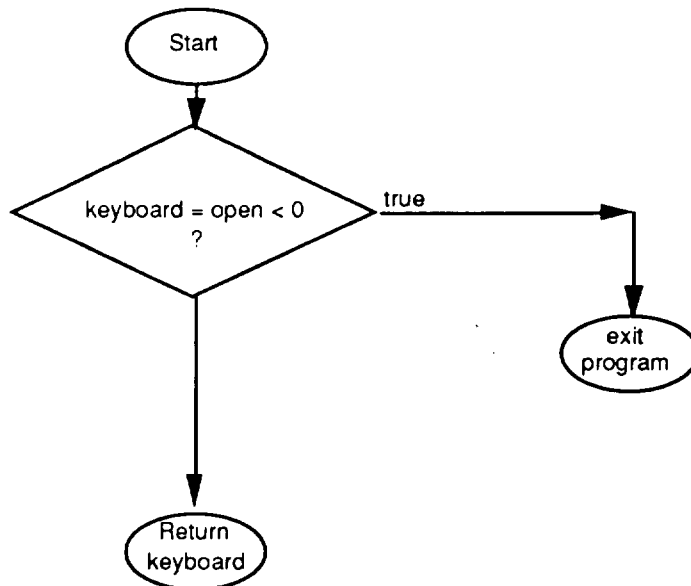 Start
keyboard = open < 0
?
true
exit
program
Return
keyboard